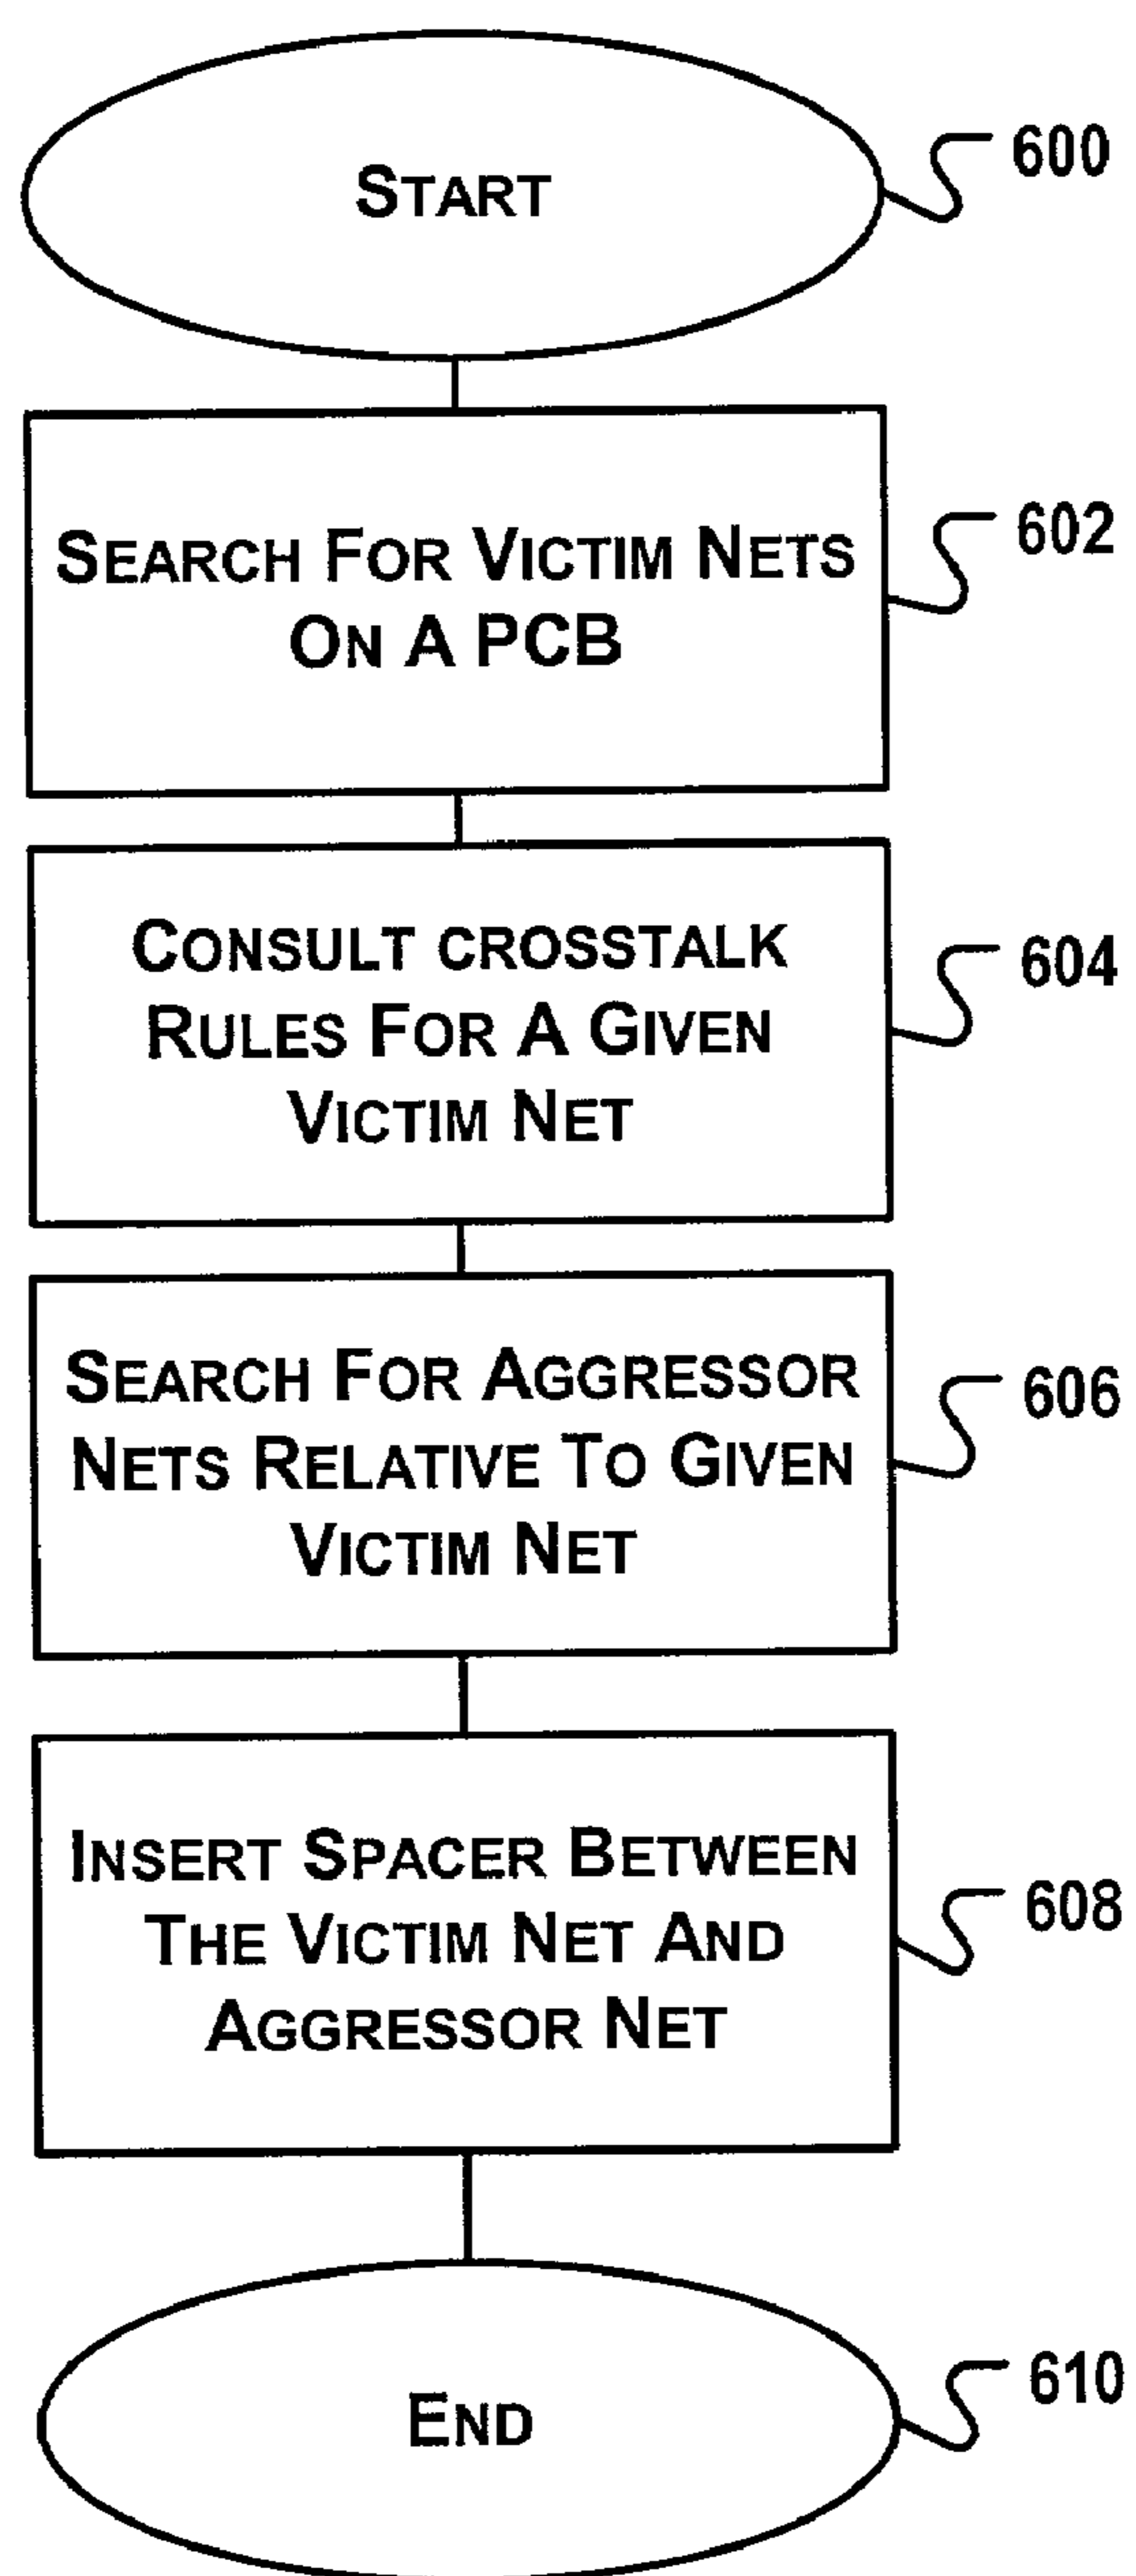 START
600
SEARCH FOR VICTIM NETS
ON A PCB
602
CONSULT CROSSTALK
RULES FOR A GIVEN
VICTIM NET
604
SEARCH FOR AGGRESSOR
NETS RELATIVE TO GIVEN
VICTIM NET
606
INSERT SPACER BETWEEN
THE VICTIM NET AND
AGGRESSOR NET
608
END
610